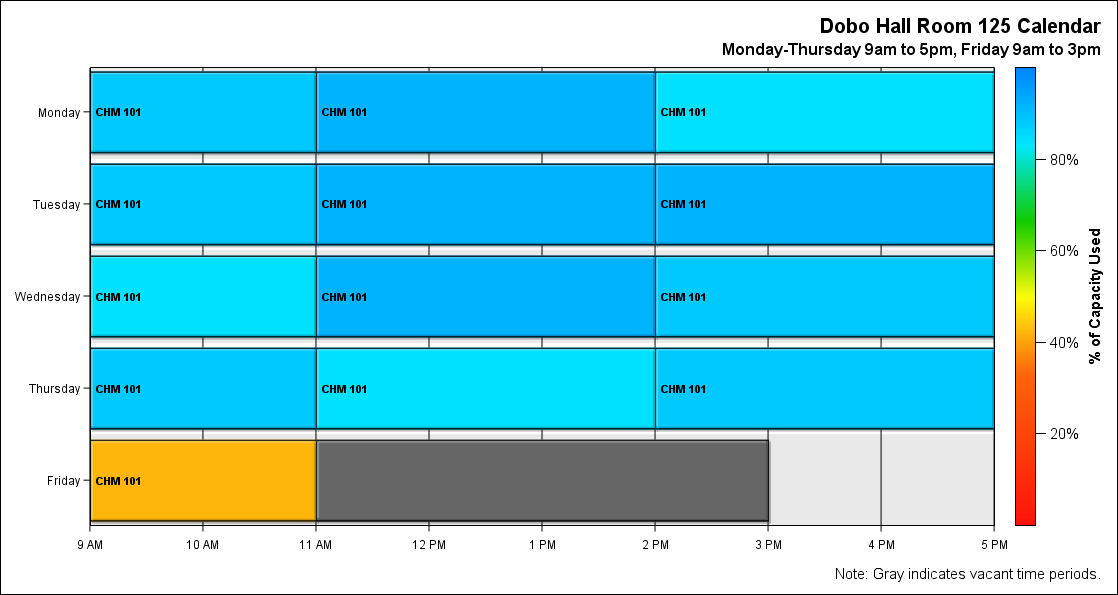 Dobo Hall Room 125 Calendar
Monday-Thursday 9am to 5pm, Friday 9am to 3pm
Monday
CHM 101
CHM 101
CHM 101
Tuesday
CHM 101
CHM 101
CHM 101
Wednesday
CHM 101
CHM 101
CHM 101
Thursday
CHM 101
CHM 101
CHM 101
Friday
CHM 101
9 AM
10 AM
11 AM
12 PM
1 PM
2 PM
3 PM
4 PM
5 PM
80%
60%
40%
20%
% of Capacity Used
Note: Gray indicates vacant time periods.